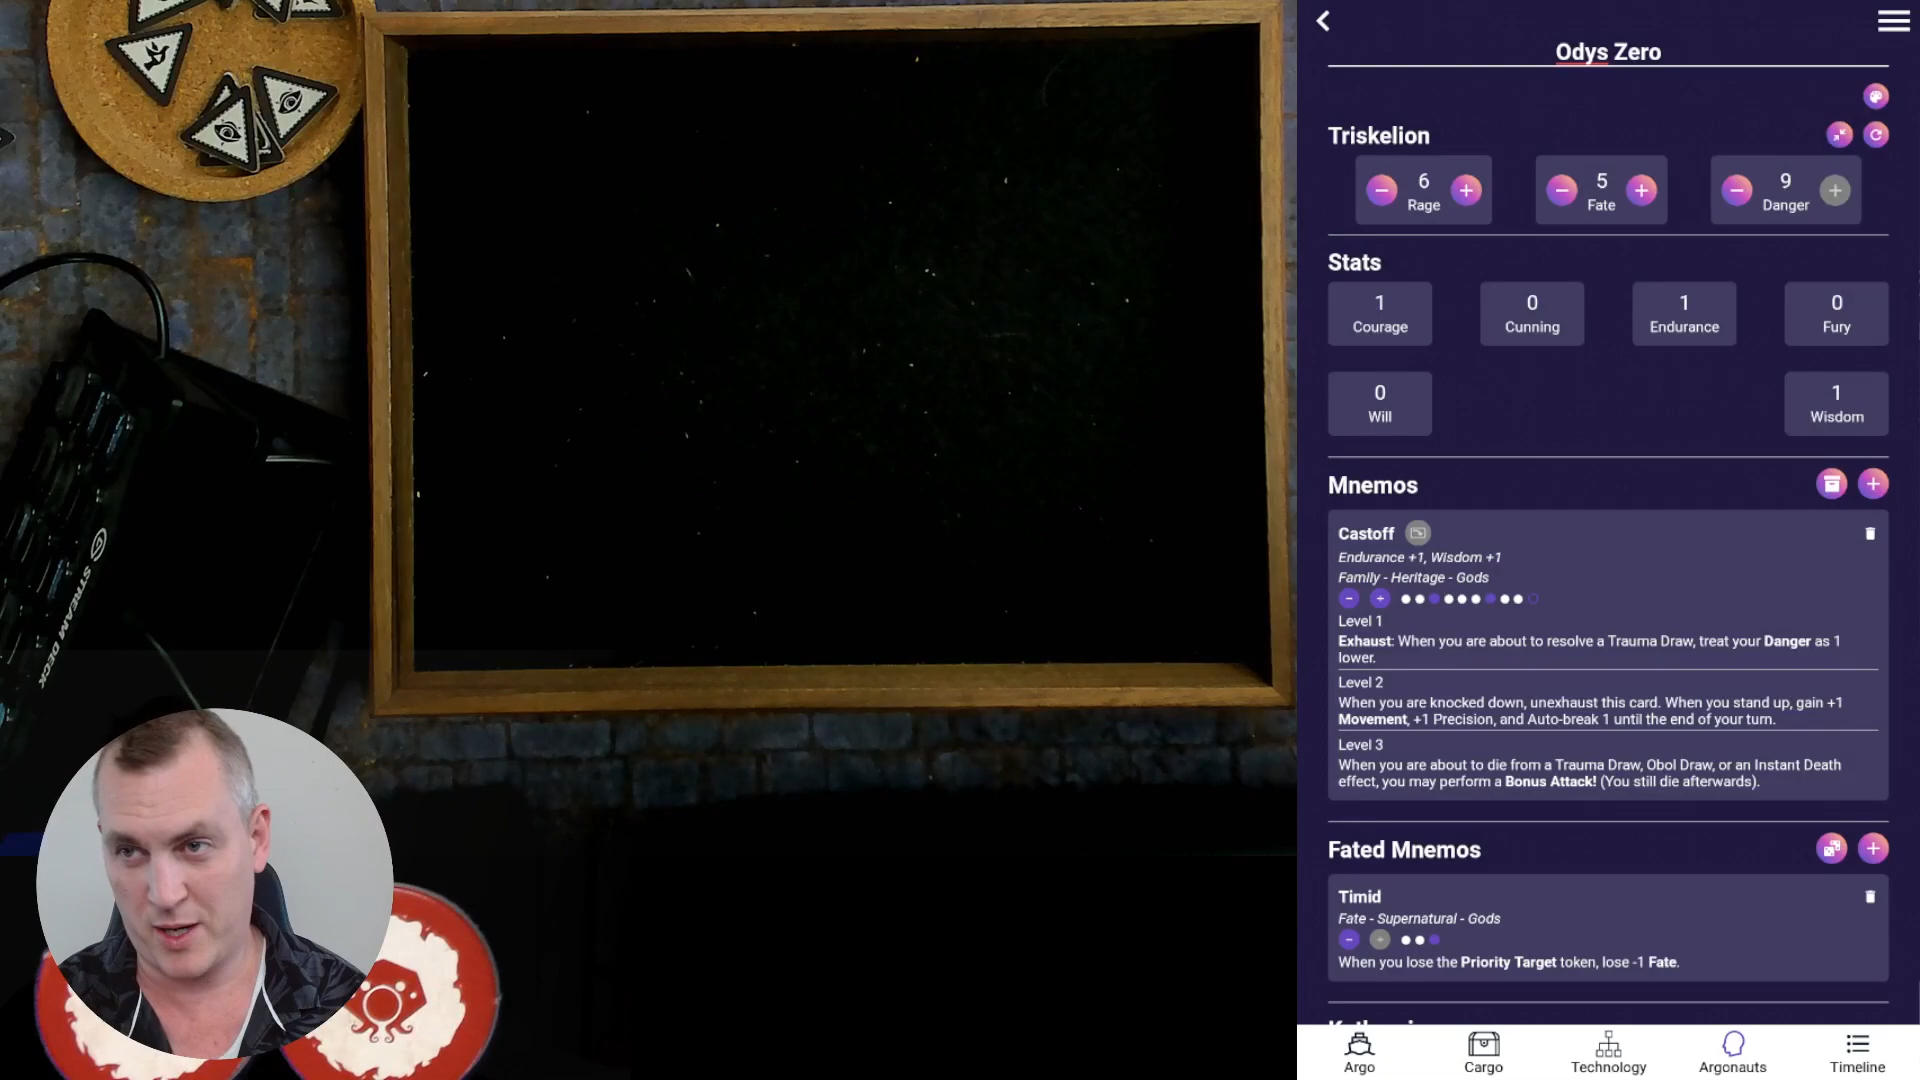 STREAM DECK
Odys Zero
Triskelion
6
Rage
5
Fate
9
Danger
Stats
1
Courage
0
Cunning
1
Endurance
0
Fury
0
Will
1
Wisdom
Mnemos
Castoff
Endurance +1, Wisdom +1
Family - Heritage - Gods
Level 1
Exhaust: When you are about to resolve a Trauma Draw, treat your Danger as 1
lower.
Level 2
When you are knocked down, unexhaust this card. When you stand up, gain +1
Movement, +1 Precision, and Auto-break 1 until the end of your turn.
Level 3
When you are about to die from a Trauma Draw, Obol Draw, or an Instant Death
effect, you may perform a Bonus Attack! (You still die afterwards).
Fated Mnemos
Timid
Fate - Supernatural - Gods
When you lose the Priority Target token, lose -1 Fate.
Argo
Cargo
Technology
Argonauts
Timeline